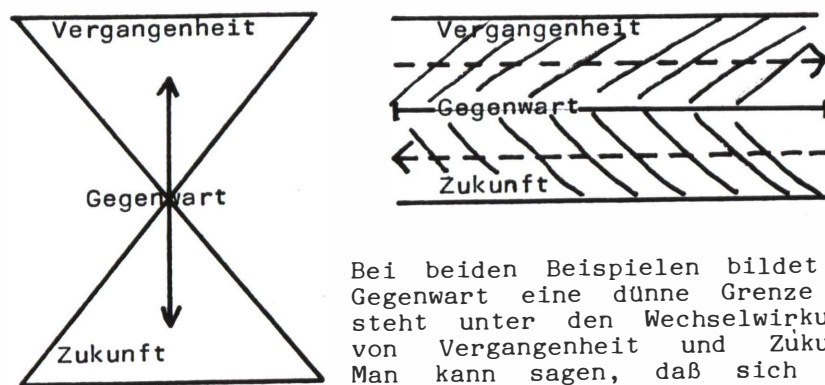 Vergangenheit
Gegenwart
Zukunft
Vergangenheit
Gegenwart
Zukunft
Bei beiden Beispielen bildet
Gegenwart eine dünne Grenze
steht unter den Wechselwirku
von Vergangenheit und Zuku
Man kann sagen, daß sich